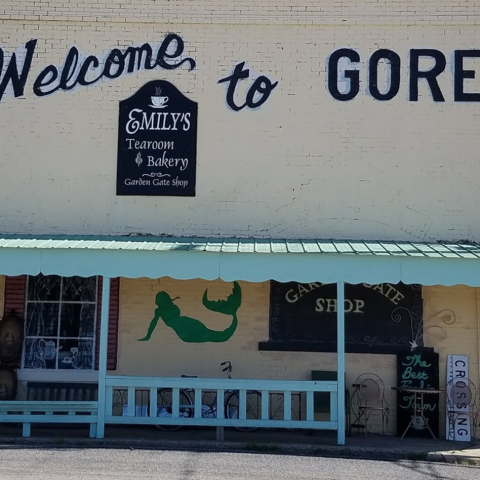 Welcome to GORE
EMILY'S
Tearoom
& Bakery
Garden Gate Shop
GARDEN GATE
SHOP
The
Best
CROSSING